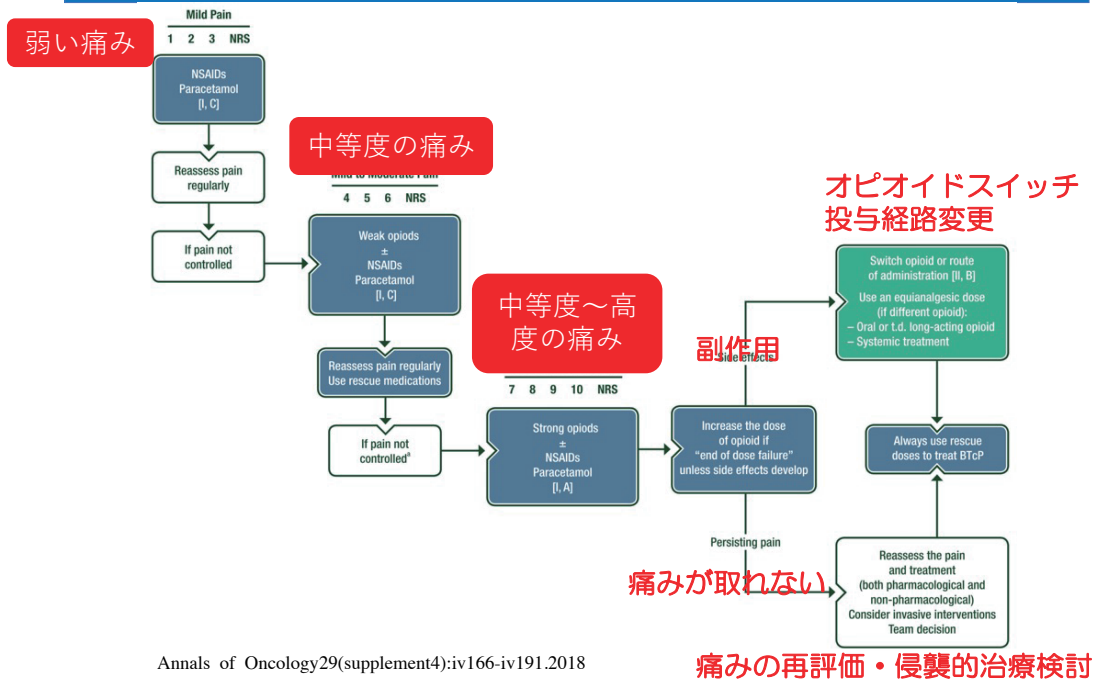 Mild Pain
1 2 3 NRS
弱い痛み
NSAIDs
Paracetamol
[I, C]
Reassess pain
regularly
If pain not
controlled
中等度の痛み
Mild to Moderate Pain
4 5 6 NRS
Weak opiods
±
NSAIDs
Paracetamol
[I, C]
Reassess pain regularly
Use rescue medications
If pain not
controlledª
中等度～高
度の痛み
7 8 9 10 NRS
Strong opiods
±
NSAIDs
Paracetamol
[I, A]
Increase the dose
of opioid if
“end of dose failure”
unless side effects develop
副作用
Side effects
オピオイドスイッチ
投与経路変更
Switch opioid or route
of administration [II, B]
Use an equianalgesic dose
(if different opioid):
– Oral or t.d. long-acting opioid
– Systemic treatment
Always use rescue
doses to treat BTcP
Persisting pain
痛みが取れない
Reassess the pain
and treatment
(both pharmacological and
non-pharmacological)
Consider invasive interventions
Team decision
痛みの再評価・侵襲的治療検討
Annals of Oncology29(supplement4):iv166-iv191.2018